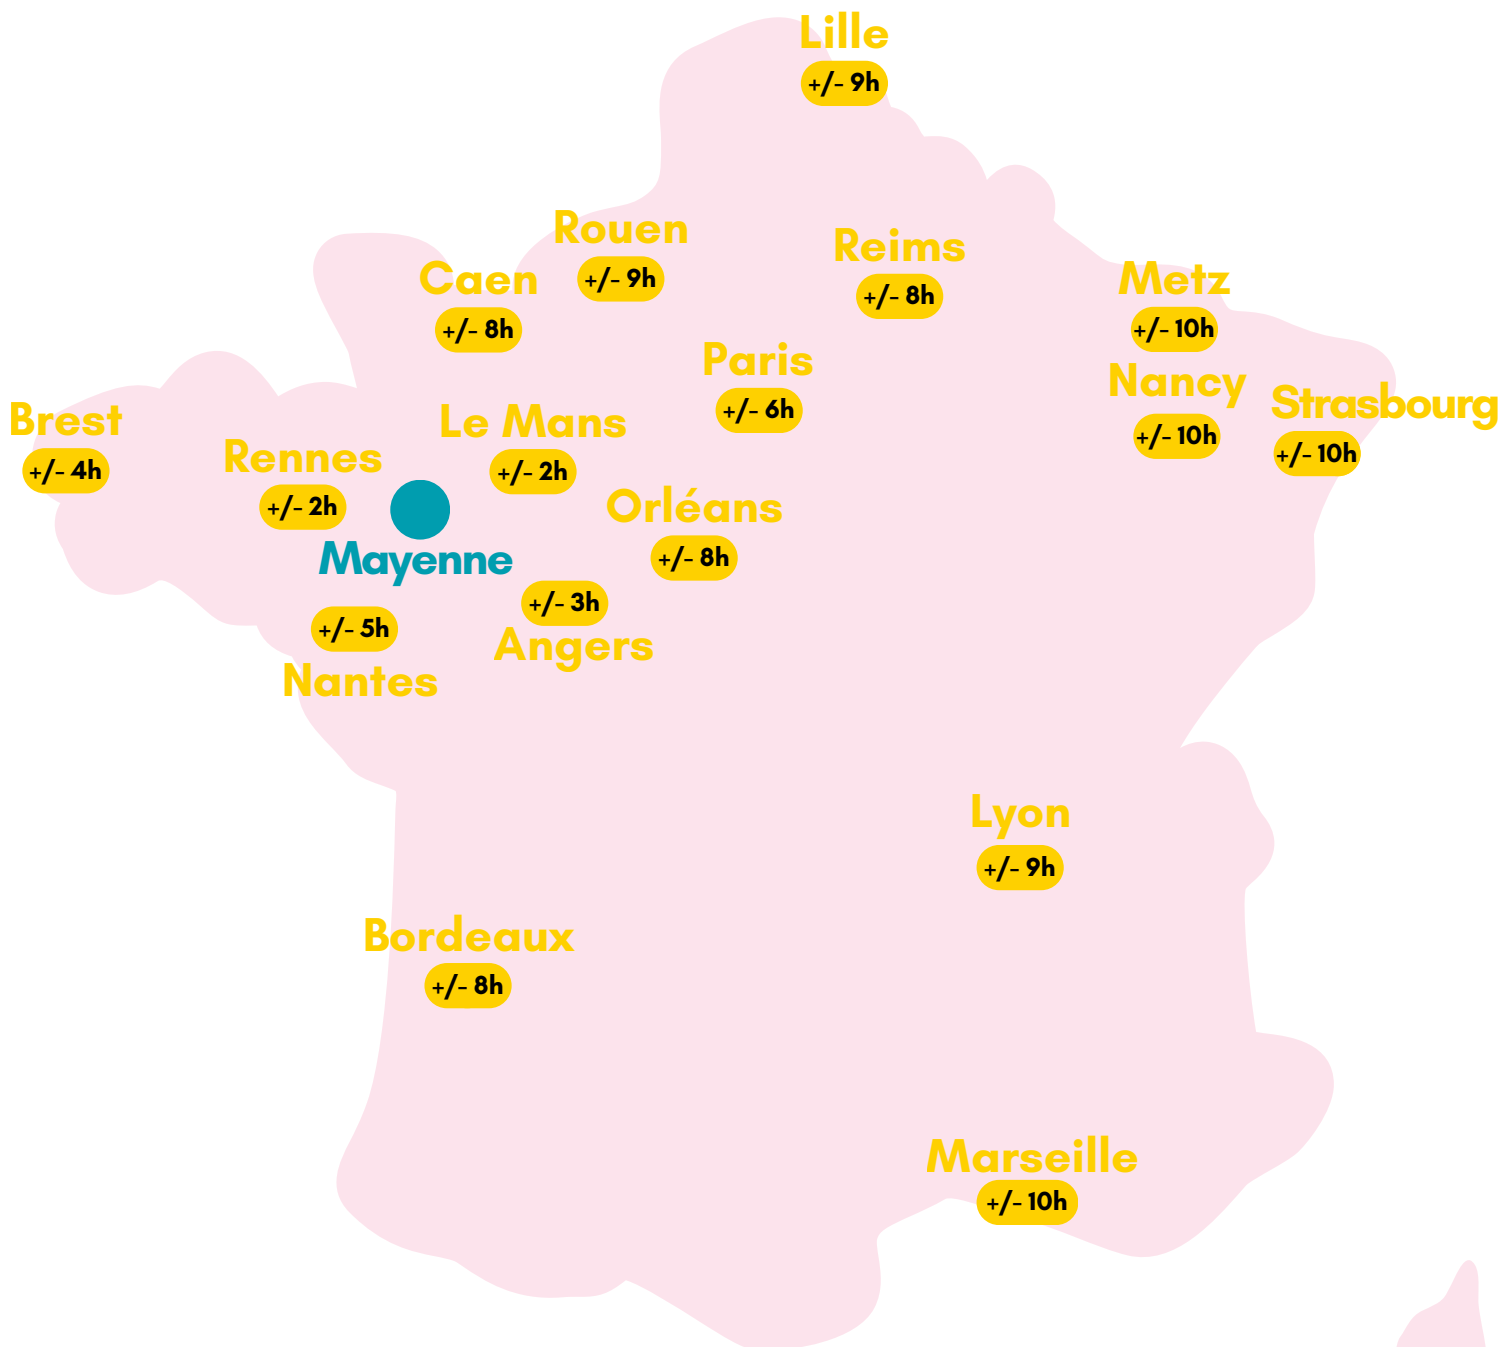 Lille
+/- 9h
Rouen
+/- 9h
Reims
+/- 8h
Caen
+/- 8h
Metz
+/- 10h
Paris
+/- 6h
Nancy
+/- 10h
Strasbourg
+/- 10h
Brest
+/- 4h
Le Mans
+/- 2h
Rennes
+/- 2h
Orléans
+/- 8h
Mayenne
+/- 3h
Angers
+/- 5h
Nantes
Lyon
+/- 9h
Bordeaux
+/- 8h
Marseille
+/- 10h